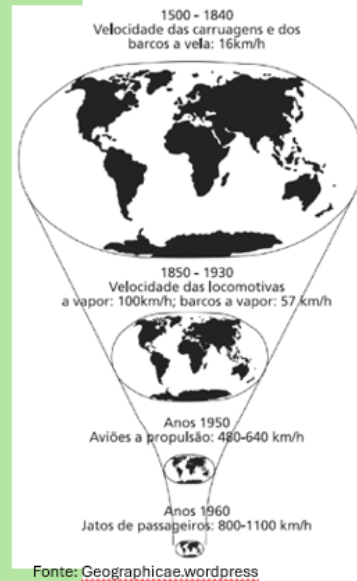 1500 - 1840
Velocidade das carruagens e dos
barcos a vela: 16km/h
1850 - 1930
Velocidade das locomotivas
a vapor: 100km/h; barcos a vapor: 57 km/h
Anos 1950
Aviões a propulsão: 480-640 km/h
Anos 1960
Jatos de passageiros: 800-1100 km/h
Fonte: Geographicae.wordpress